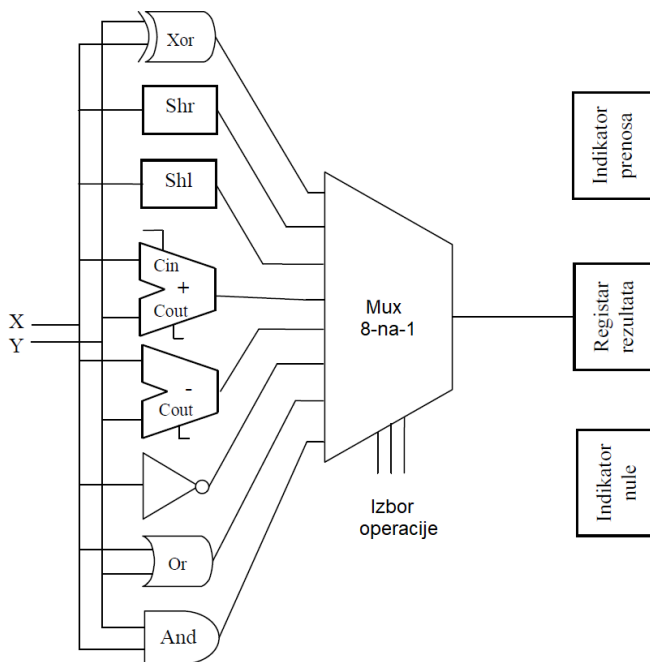 Xor
Shr
Shl
Cin
+
Cout
X
Y
-
Cout
Or
And
Mux
8-na-1
Izbor
operacije
Indikator
prenosa
Registar
rezultata
Indikator
nule